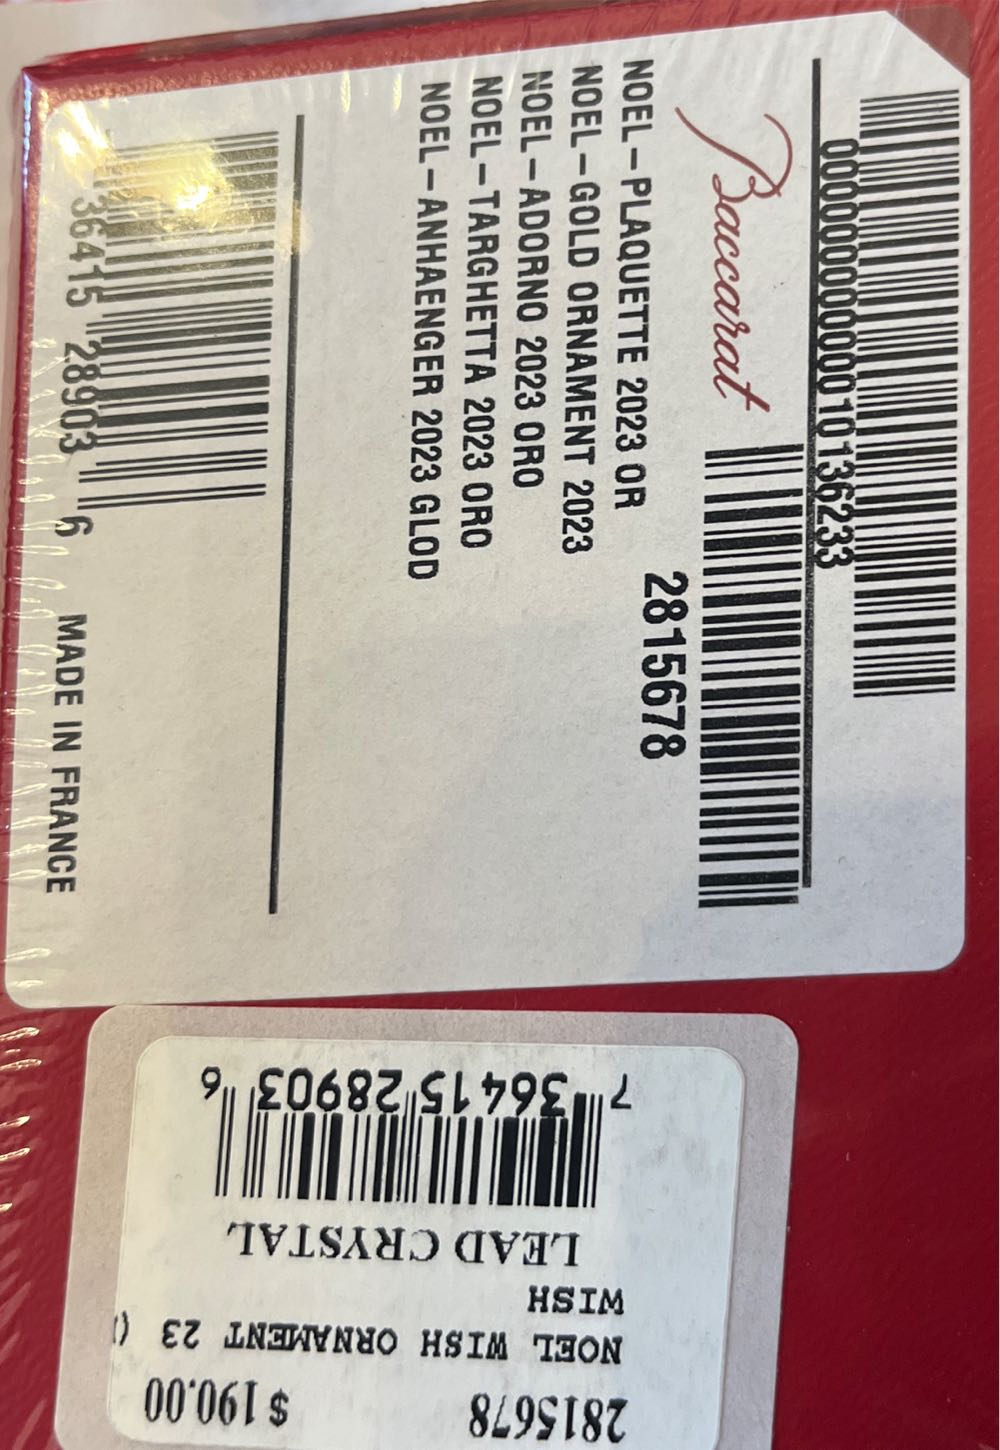 00000000000010136233
Baccarat
2815678
NOEL-PLAQUETTE 2023 OR
NOEL-GOLD ORNAMENT 2023
NOEL-ADORNO 2023 ORO
NOEL-TARGHETTA 2023 ORO
NOEL-ANHAENGER 2023 GLOD
36415 28903 6 MADE IN FRANCE
2815678 $190.00
NOEL WISH ORNAMENT 23 (
WISH
LEAD CRYSTAL
7 36415 28903 6